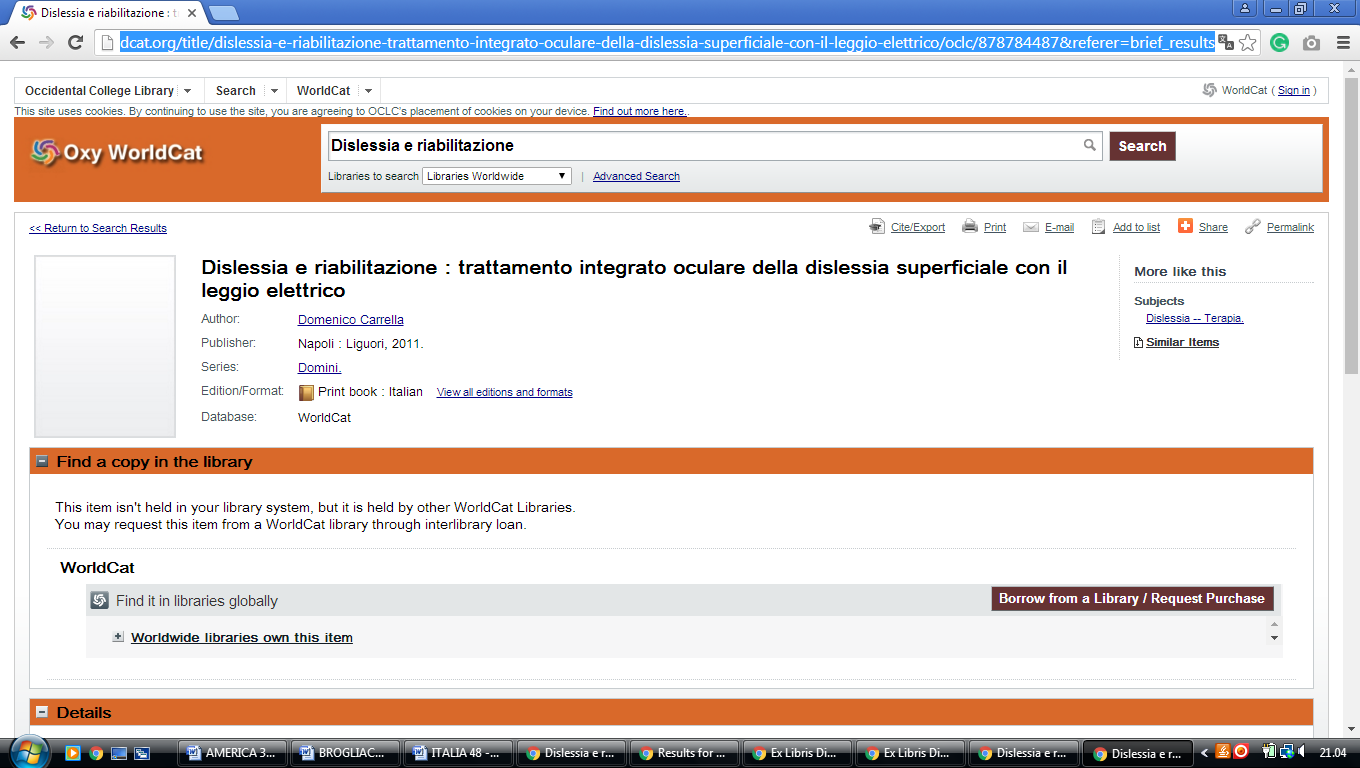 Dislessia e riabilitazione : t
dcat.org/title/dislessia-e-riabilitazione-trattamento-integrato-oculare-della-dislessia-superficiale-con-il-leggio-elettrico/oclc/878784487&referer=brief_results
Occidental College Library Search WorldCat WorldCat ( Sign in )
This site uses cookies. By continuing to use the site, you are agreeing to OCLC's placement of cookies on your device. Find out more here..
Oxy WorldCat
Dislessia e riabilitazione Search
Libraries to search Libraries Worldwide | Advanced Search
<< Return to Search Results Cite/Export Print E-mail Add to list Share Permalink
Dislessia e riabilitazione : trattamento integrato oculare della dislessia superficiale con il
leggio elettrico
Author: Domenico Carrella
Publisher: Napoli : Liguori, 2011.
Series: Domini.
Edition/Format: Print book : Italian View all editions and formats
Database: WorldCat
More like this
Subjects
Dislessia -- Terapia.
Similar Items
Find a copy in the library
This item isn't held in your library system, but it is held by other WorldCat Libraries.
You may request this item from a WorldCat library through interlibrary loan.
WorldCat
Find it in libraries globally Borrow from a Library / Request Purchase
Worldwide libraries own this item
Details
AMERICA 3... BROGLIAC... ITALIA 48 -... Dislessia e r... Results for ... Ex Libris Di... Ex Libris Di... Dislessia e r... Dislessia e r... 21.04